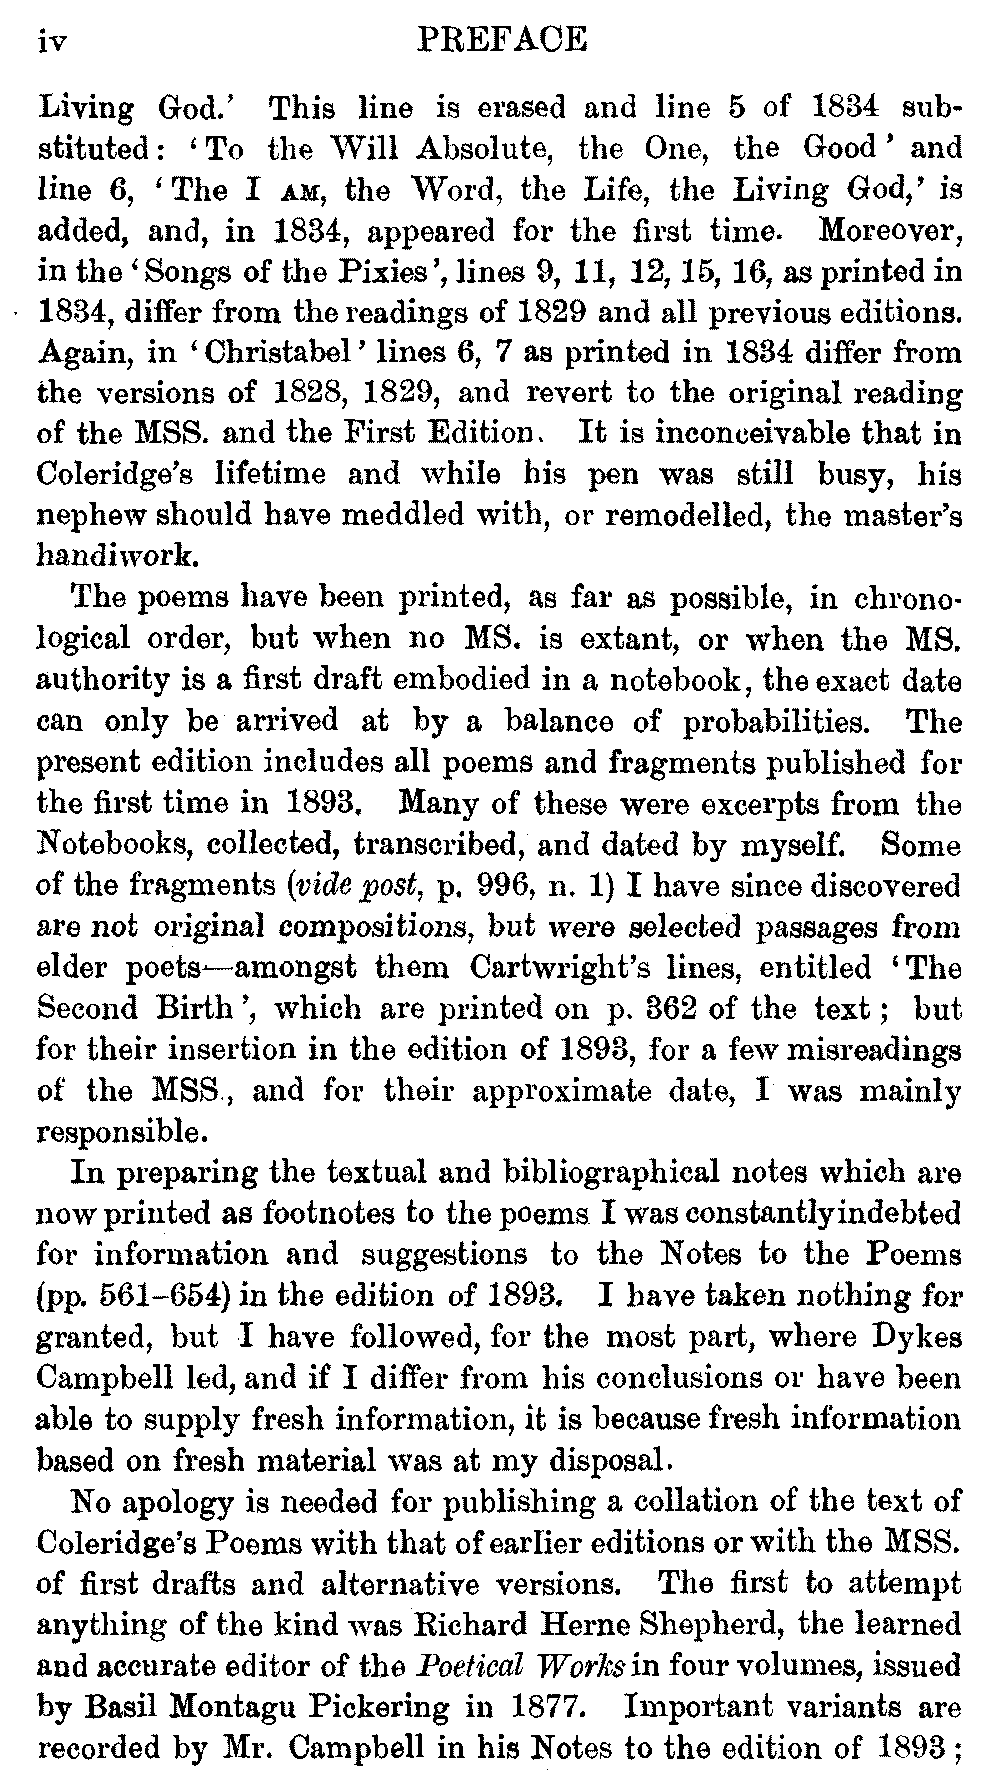 iv PREFACE
Living God.’ This line is erased and line 5 of 1834 sub-
stituted: ‘To the Will Absolute, the One, the Good’ and
line 6, ‘The I AM, the Word, the Life, the Living God,’ is
added, and, in 1834, appeared for the first time. Moreover,
in the ‘Songs of the Pixies’, lines 9, 11, 12, 15, 16, as printed in
1834, differ from the readings of 1829 and all previous editions.
Again, in ‘Christabel’ lines 6, 7 as printed in 1834 differ from
the versions of 1828, 1829, and revert to the original reading
of the MSS. and the First Edition. It is inconceivable that in
Coleridge’s lifetime and while his pen was still busy, his
nephew should have meddled with, or remodelled, the master’s
handiwork.
The poems have been printed, as far as possible, in chrono-
logical order, but when no MS. is extant, or when the MS.
authority is a first draft embodied in a notebook, the exact date
can only be arrived at by a balance of probabilities. The
present edition includes all poems and fragments published for
the first time in 1893. Many of these were excerpts from the
Notebooks, collected, transcribed, and dated by myself. Some
of the fragments (vide post, p. 996, n. 1) I have since discovered
are not original compositions, but were selected passages from
elder poets—amongst them Cartwright’s lines, entitled ‘The
Second Birth’, which are printed on p. 362 of the text; but
for their insertion in the edition of 1893, for a few misreadings
of the MSS., and for their approximate date, I was mainly
responsible.
In preparing the textual and bibliographical notes which are
now printed as footnotes to the poems I was constantly indebted
for information and suggestions to the Notes to the Poems
(pp. 561–654) in the edition of 1893. I have taken nothing for
granted, but I have followed, for the most part, where Dykes
Campbell led, and if I differ from his conclusions or have been
able to supply fresh information, it is because fresh information
based on fresh material was at my disposal.
No apology is needed for publishing a collation of the text of
Coleridge’s Poems with that of earlier editions or with the MSS.
of first drafts and alternative versions. The first to attempt
anything of the kind was Richard Herne Shepherd, the learned
and accurate editor of the Poetical Works in four volumes, issued
by Basil Montagu Pickering in 1877. Important variants are
recorded by Mr. Campbell in his Notes to the edition of 1893;